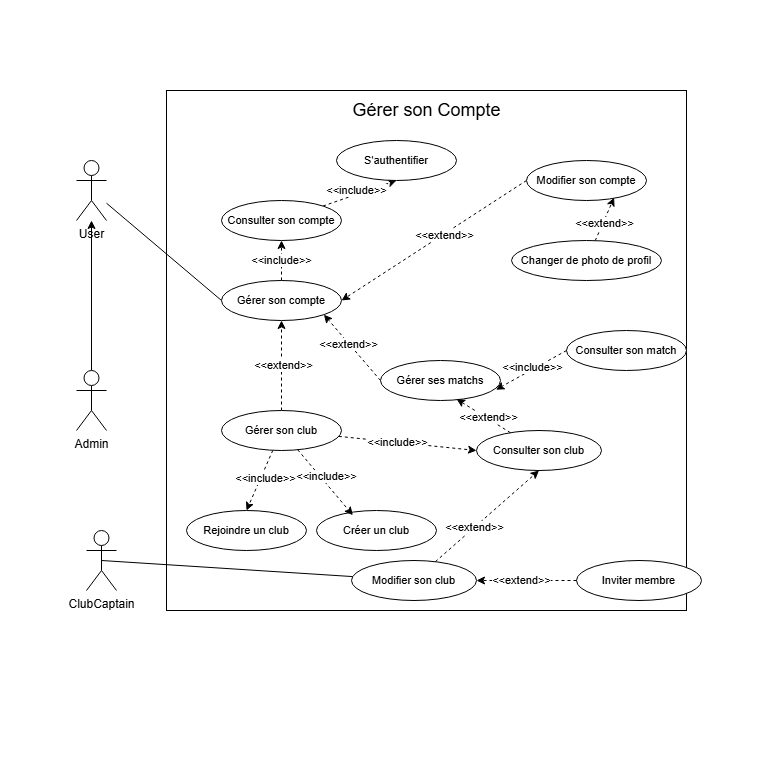 Gérer son Compte
S'authentifier
<<include>>
Modifier son compte
User
Consulter son compte
<<extend>>
<<extend>>
<<include>>
Changer de photo de profil
Gérer son compte
<<extend>>
Consulter son match
<<extend>>
<<include>>
Gérer ses matchs
Admin
<<extend>>
Gérer son club
<<include>>
Consulter son club
<<include>>
<<include>>
Rejoindre un club
Créer un club
<<extend>>
ClubCaptain
Modifier son club
<<extend>>
Inviter membre